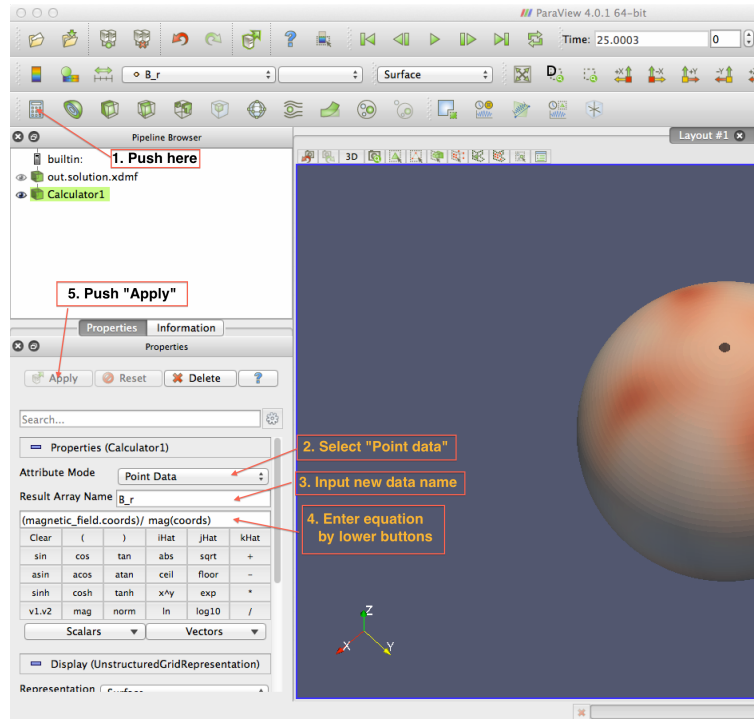 ParaView 4.0.1 64-bit
Time: 25.0003 0
B_r Surface
+X -X +Y -Y
Pipeline Browser Layout #1
builtin: 1. Push here
3D
out.solution.xdmf
Calculator1
5. Push "Apply"
Properties Information
Properties
Apply Reset Delete ?
Search...
Properties (Calculator1)
2. Select "Point data"
Attribute Mode Point Data
3. Input new data name
Result Array Name B_r
(magnetic_field.coords)/ mag(coords)
4. Enter equation
by lower buttons
Clear ( ) iHat jHat kHat
sin cos tan abs sqrt +
asin acos atan ceil floor -
sinh cosh tanh x^y exp *
v1.v2 mag norm ln log10 /
Scalars Vectors
Z
X Y
Display (UnstructuredGridRepresentation)
Representation Surface